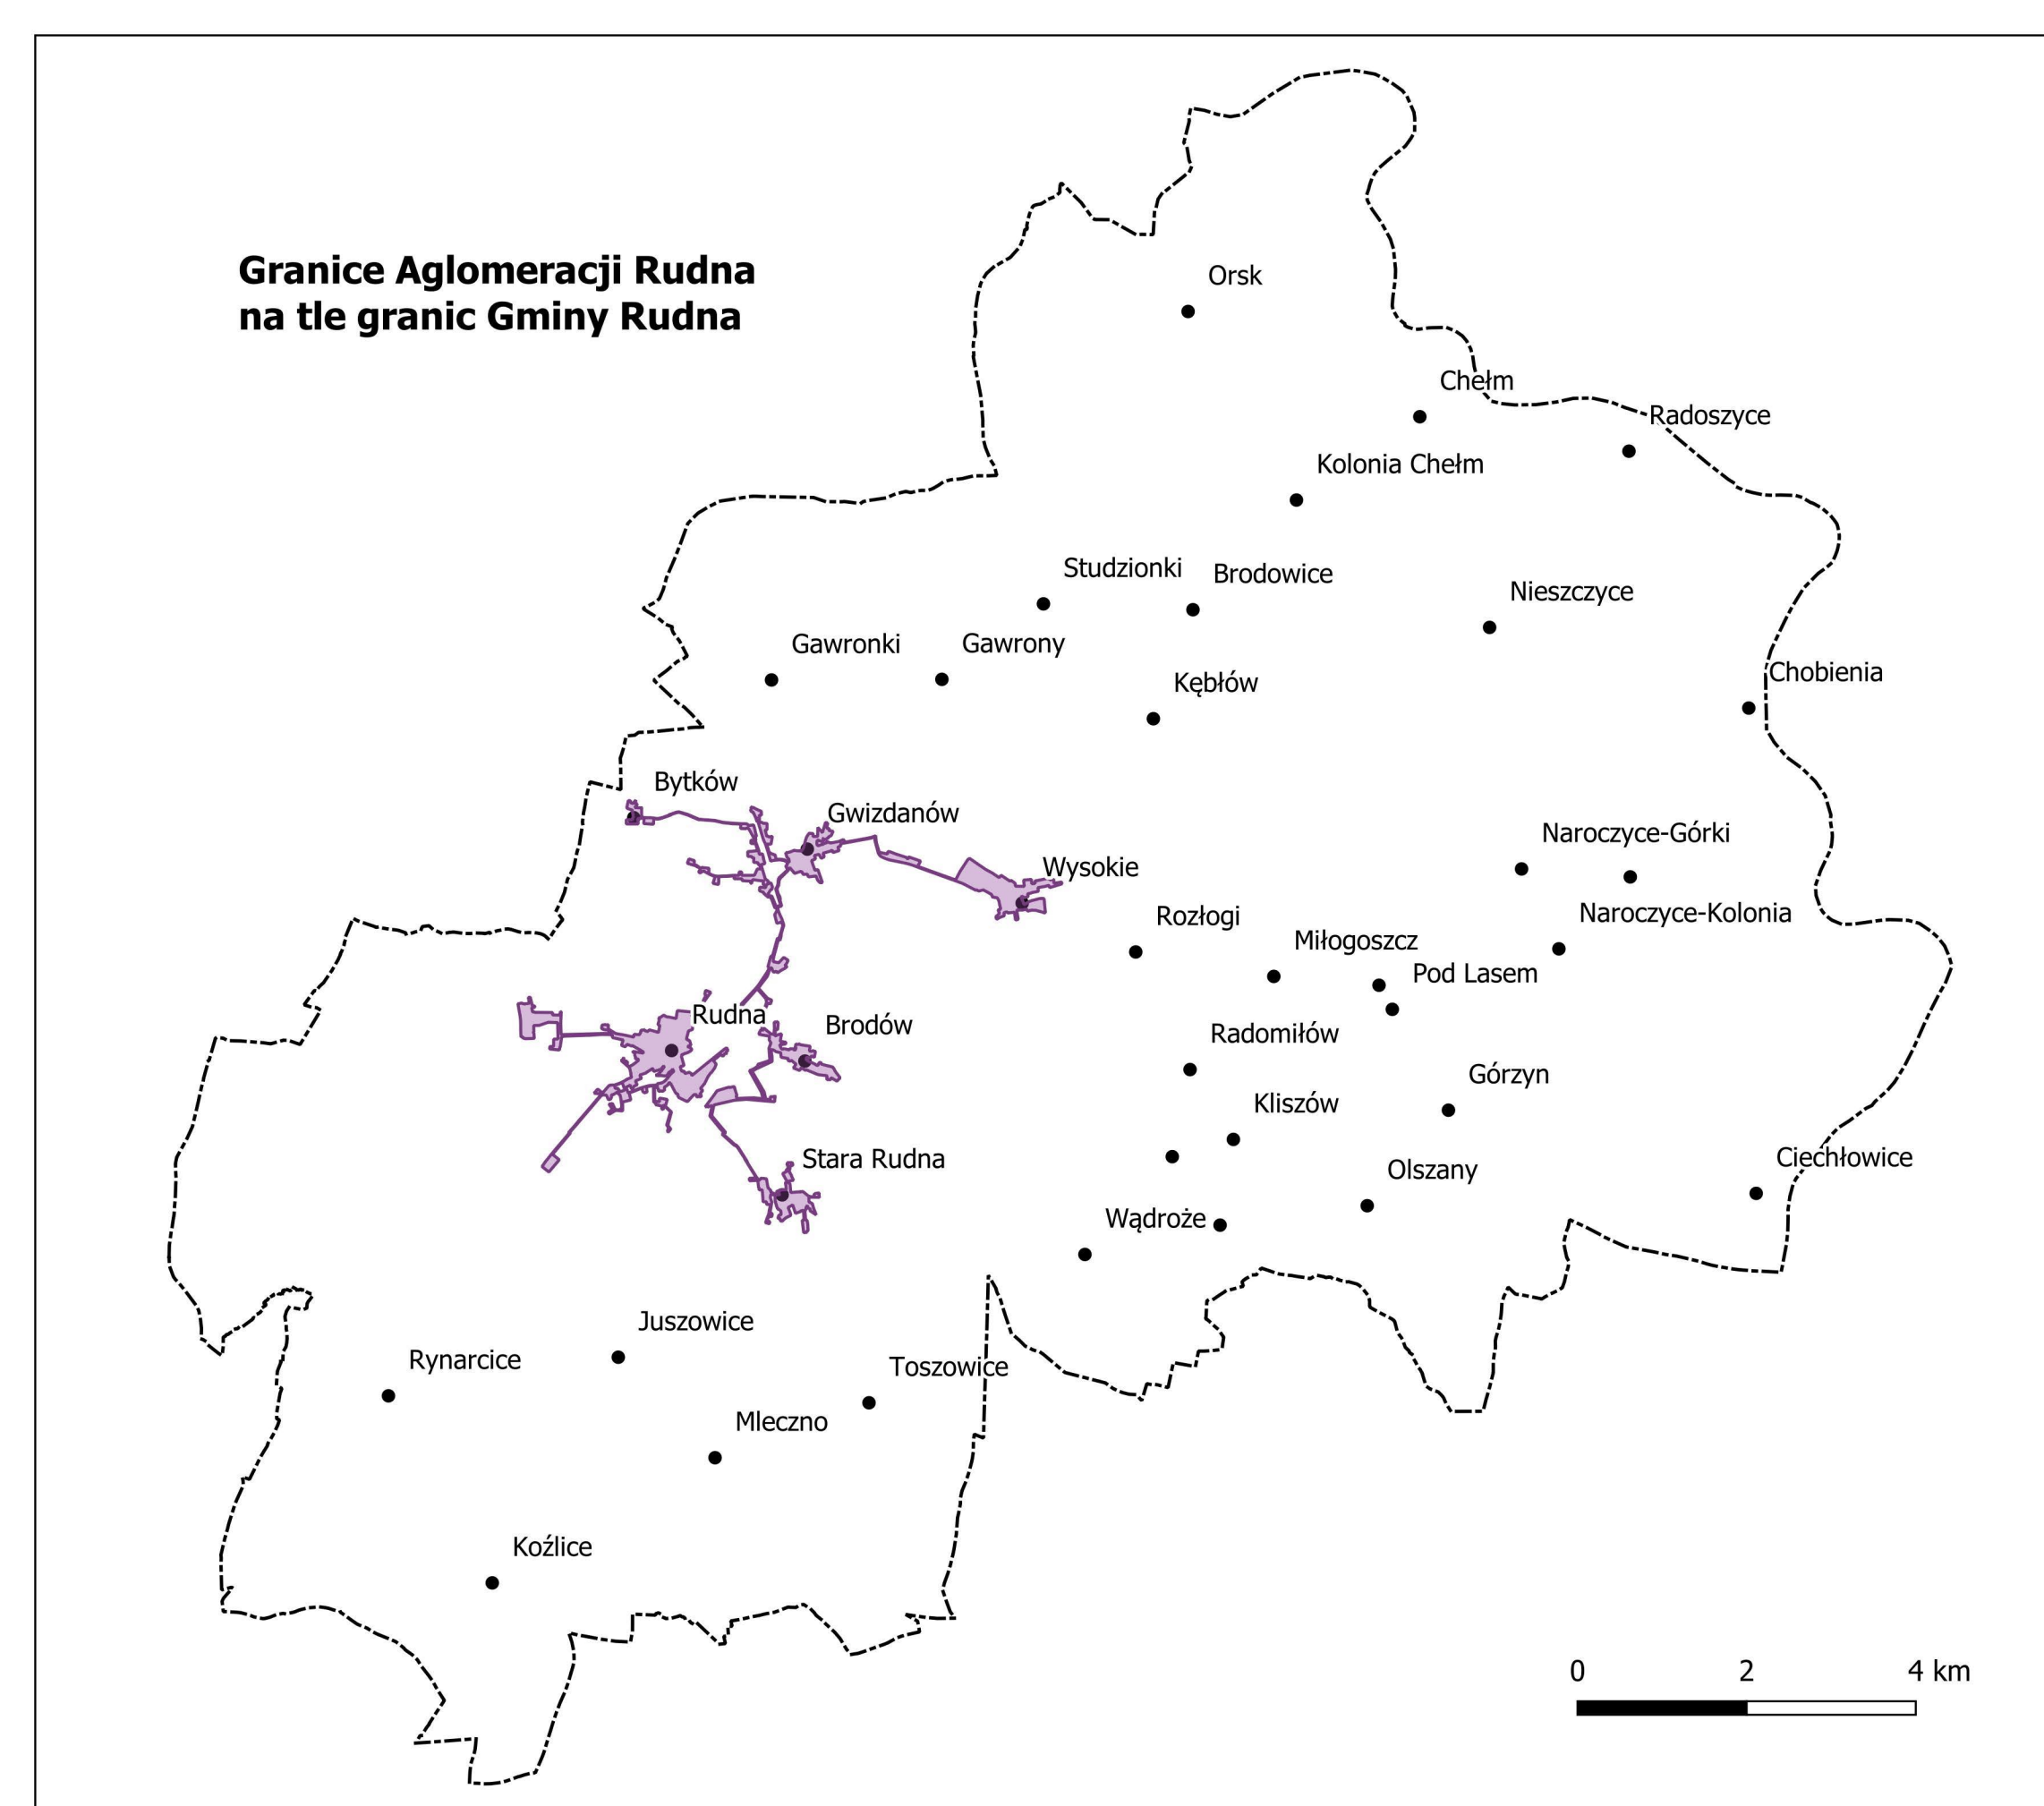 Granice Aglomeracji Rudna
na tle granic Gminy Rudna
Orsk
Chełm
Radoszyce
Kolonia Chełm
Studzionki
Brodowice
Nieszczyce
Gawronki
Gawrony
Chobienia
Kębłów
Bytków
Gwizdanów
Naroczyce-Górki
Wysokie
Rozłogi
Naroczyce-Kolonia
Miłogoszcz
Pod Lasem
Rudna
Brodów
Radomiłów
Górzyn
Kliszów
Stara Rudna
Olszany
Ciechłowice
Wądroże
Juszowice
Rynarcice
Toszowice
Mleczno
Koźlice
0 2 4 km